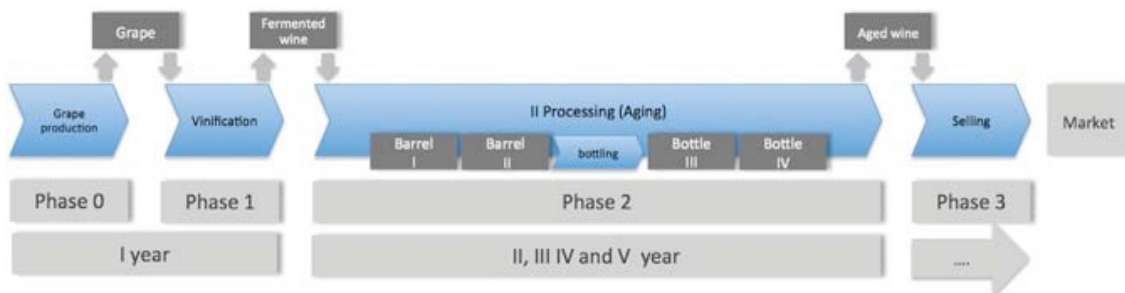 Grape
Fermented
wine
Aged wine
Grape
production
Vinification
II Processing (Aging)
Selling
Market
Barrel
I
Barrel
II
bottling
Bottle
III
Bottle
IV
Phase 0
Phase 1
Phase 2
Phase 3
I year
II, III IV and V year
....